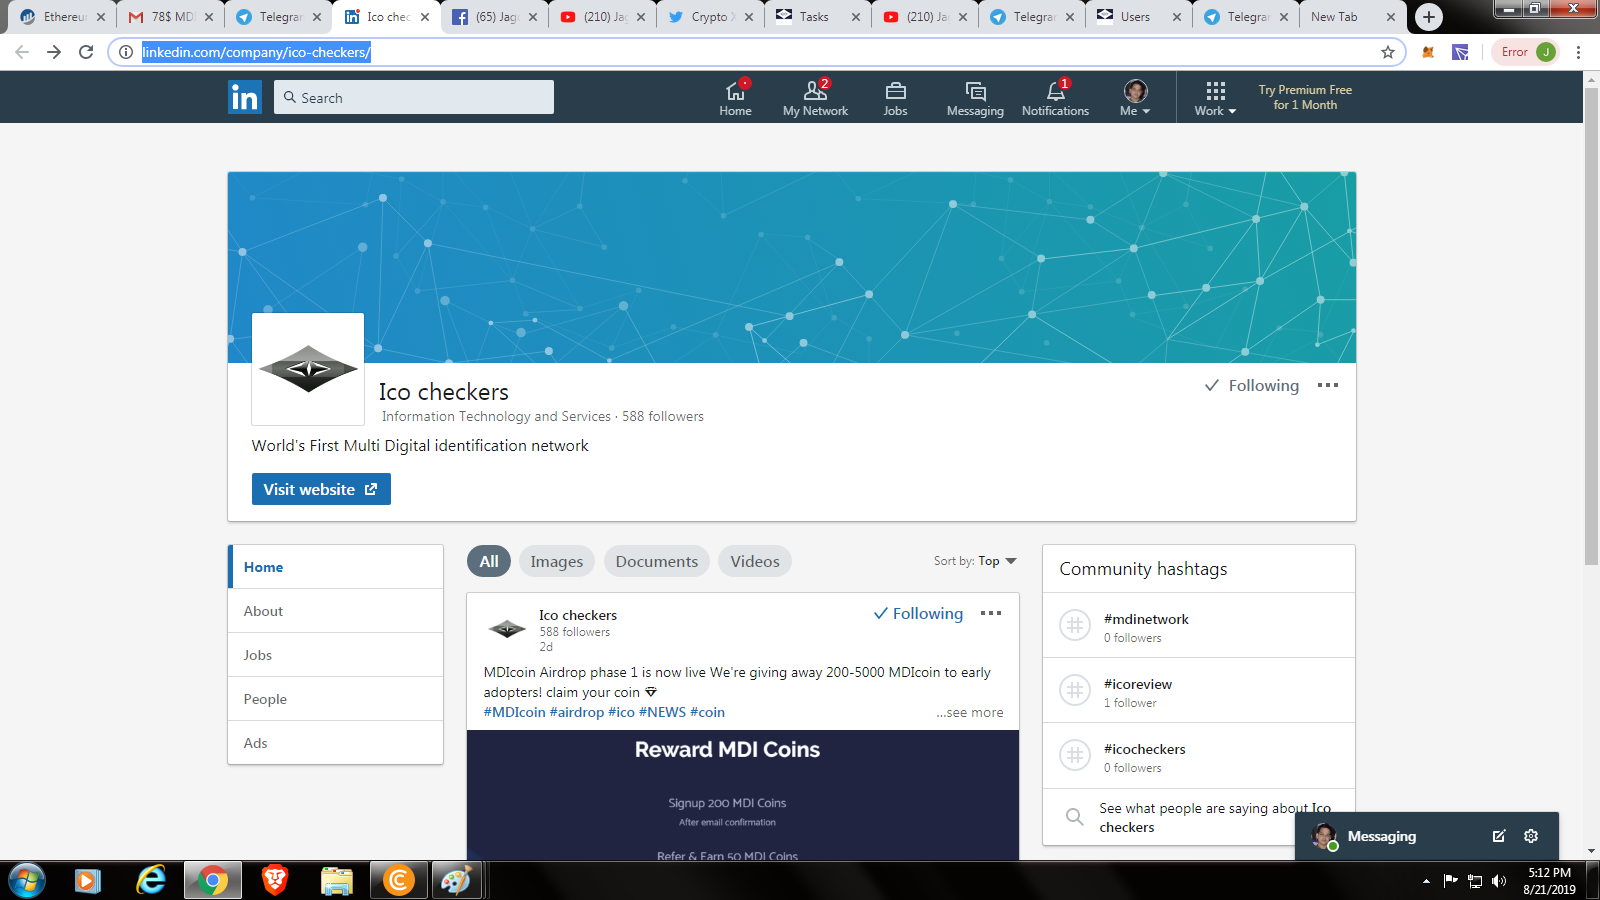 Ethereum
78$ MD
Telegram
Ico chec
(65) Jag
(210) Ja
Crypto
Tasks
(210) Ja
Telegram
Users
Telegram
New Tab
linkedin.com/company/ico-checkers/
Error
J
in
Search
Home
2
My Network
Jobs
Messaging
1
Notifications
Me
Work
Try Premium Free
for 1 Month
Ico checkers
Following
Information Technology and Services · 588 followers
World's First Multi Digital identification network
Visit website
Home
About
Jobs
People
Ads
All
Images
Documents
Videos
Sort by: Top
Ico checkers
588 followers
2d
Following
MDIcoin Airdrop phase 1 is now live We're giving away 200-5000 MDIcoin to early
adopters! claim your coin
#MDIcoin #airdrop #ico #NEWS #coin
...see more
Reward MDI Coins
Signup 200 MDI Coins
After email confirmation
Refer & Earn 50 MDI Coins
Community hashtags
#mdinetwork
0 followers
#icoreview
1 follower
#icocheckers
0 followers
See what people are saying about Ico
checkers
Messaging
5:12 PM
8/21/2019